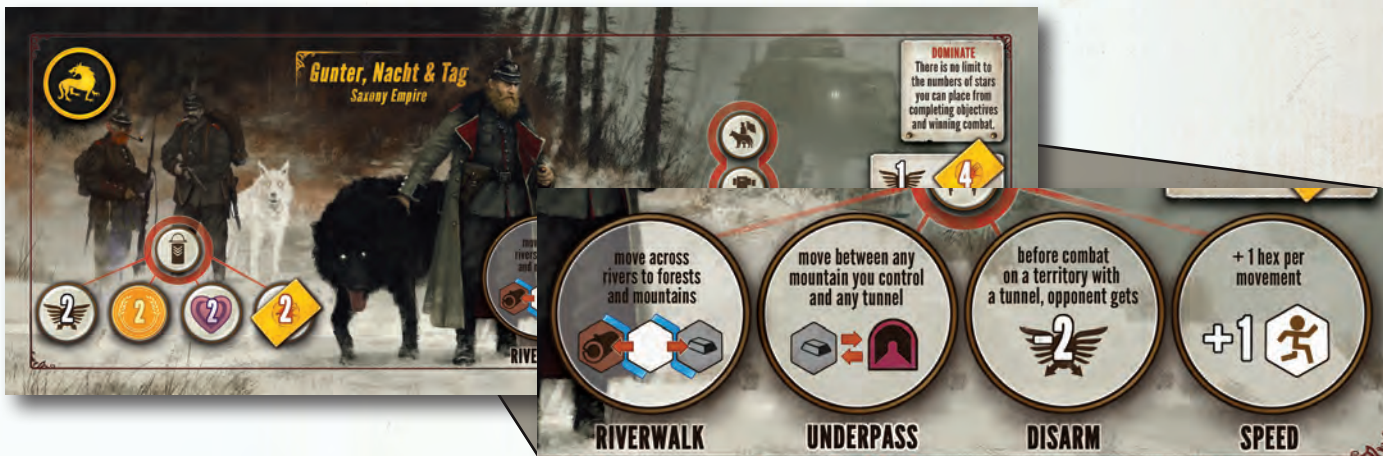 Gunter, Nacht & Tag
Saxony Empire
DOMINATE
There is no limit to
the numbers of stars
you can place from
completing objectives
and winning combat.
1
4
2
2
2
2
move across
rivers to forests
and mountains
move between any
mountain you control
and any tunnel
before combat
on a territory with
a tunnel, opponent gets
-2
+ 1 hex per
movement
+1
RIVERWALK
UNDERPASS
DISARM
SPEED